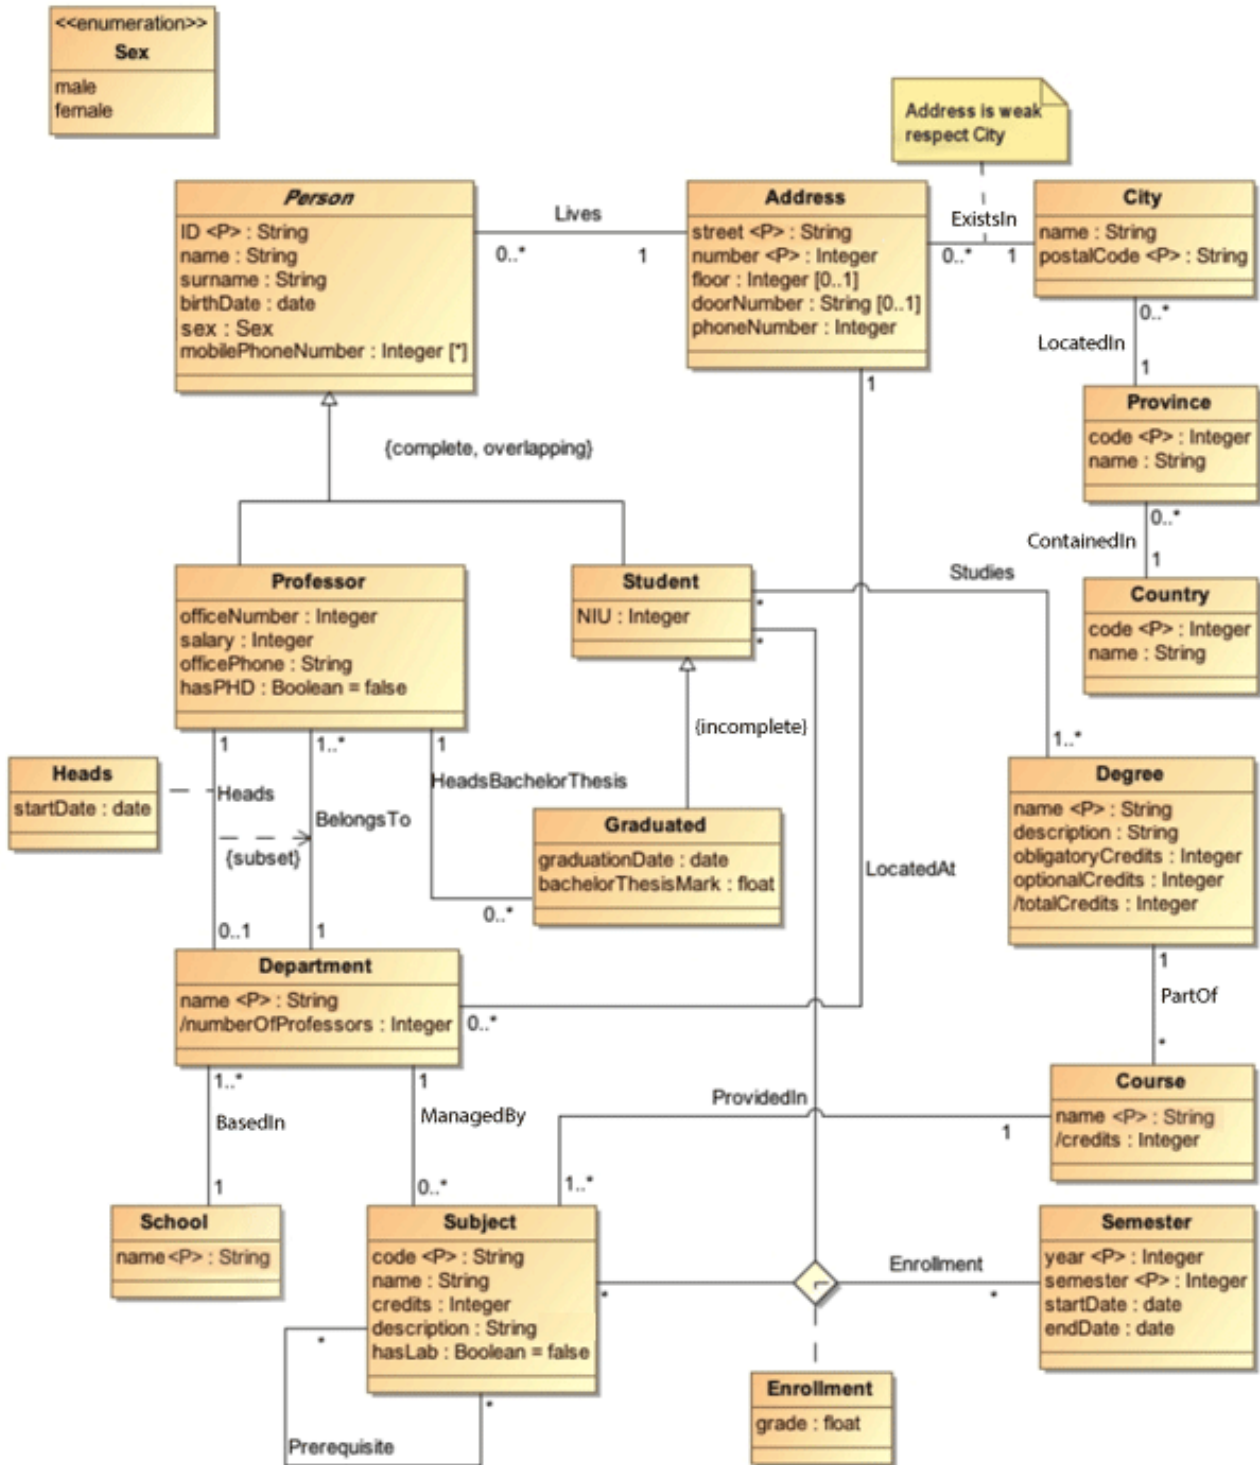 <<enumeration>>
Sex
male
female
Address is weak
respect City
Person
ID <P> : String
name : String
surname : String
birthDate : date
sex : Sex
mobilePhoneNumber : Integer [*]
Lives
0..*
1
Address
street <P> : String
number <P> : Integer
floor : Integer [0..1]
doorNumber : String [0..1]
phoneNumber : Integer
ExistsIn
0..*
1
City
name : String
postalCode <P> : String
0..*
LocatedIn
1
Province
code <P> : Integer
name : String
0..*
ContainedIn
1
Country
code <P> : Integer
name : String
{complete, overlapping}
1
Professor
officeNumber : Integer
salary : Integer
officePhone : String
hasPHD : Boolean = false
Student
NIU : Integer
*
*
Studies
1..*
{incomplete}
1
1..*
1
Heads
startDate : date
Heads
BelongsTo
{subset}
HeadsBachelorThesis
Graduated
graduationDate : date
bachelorThesisMark : float
0..*
LocatedAt
Degree
name <P> : String
description : String
obligatoryCredits : Integer
optionalCredits : Integer
/totalCredits : Integer
0..1
1
Department
name <P> : String
/numberOfProfessors : Integer
0..*
1
PartOf
*
1..*
BasedIn
1
1
ManagedBy
0..*
ProvidedIn
1..*
1
Course
name <P> : String
/credits : Integer
School
name<P> : String
Subject
code <P> : String
name : String
credits : Integer
description : String
hasLab : Boolean = false
*
*
*
Prerequisite
Enrollment
*
Semester
year <P> : Integer
semester <P> : Integer
startDate : date
endDate : date
Enrollment
grade : float